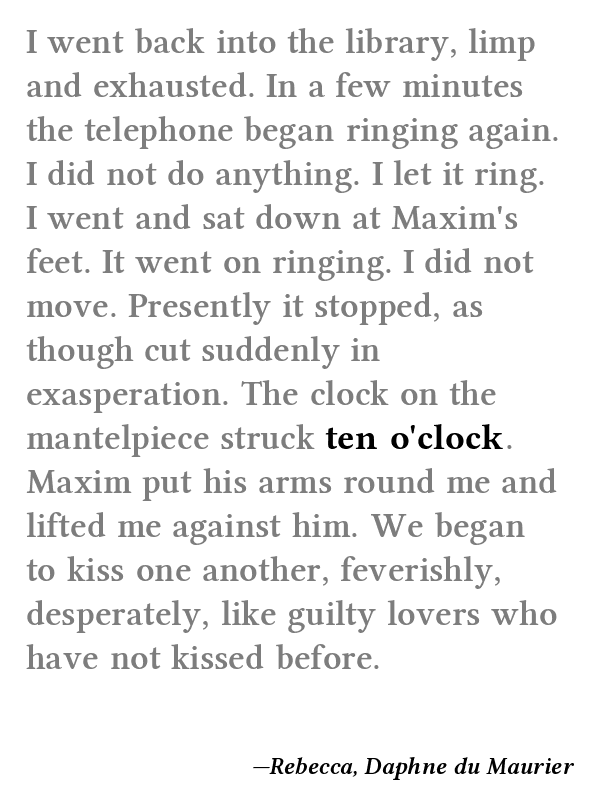 I went back into the library, limp
and exhausted. In a few minutes
the telephone began ringing again.
I did not do anything. I let it ring.
I went and sat down at Maxim's
feet. It went on ringing. I did not
move. Presently it stopped, as
though cut suddenly in
exasperation. The clock on the
mantelpiece struck ten o'clock.
Maxim put his arms round me and
lifted me against him. We began
to kiss one another, feverishly,
desperately, like guilty lovers who
have not kissed before.
—Rebecca, Daphne du Maurier